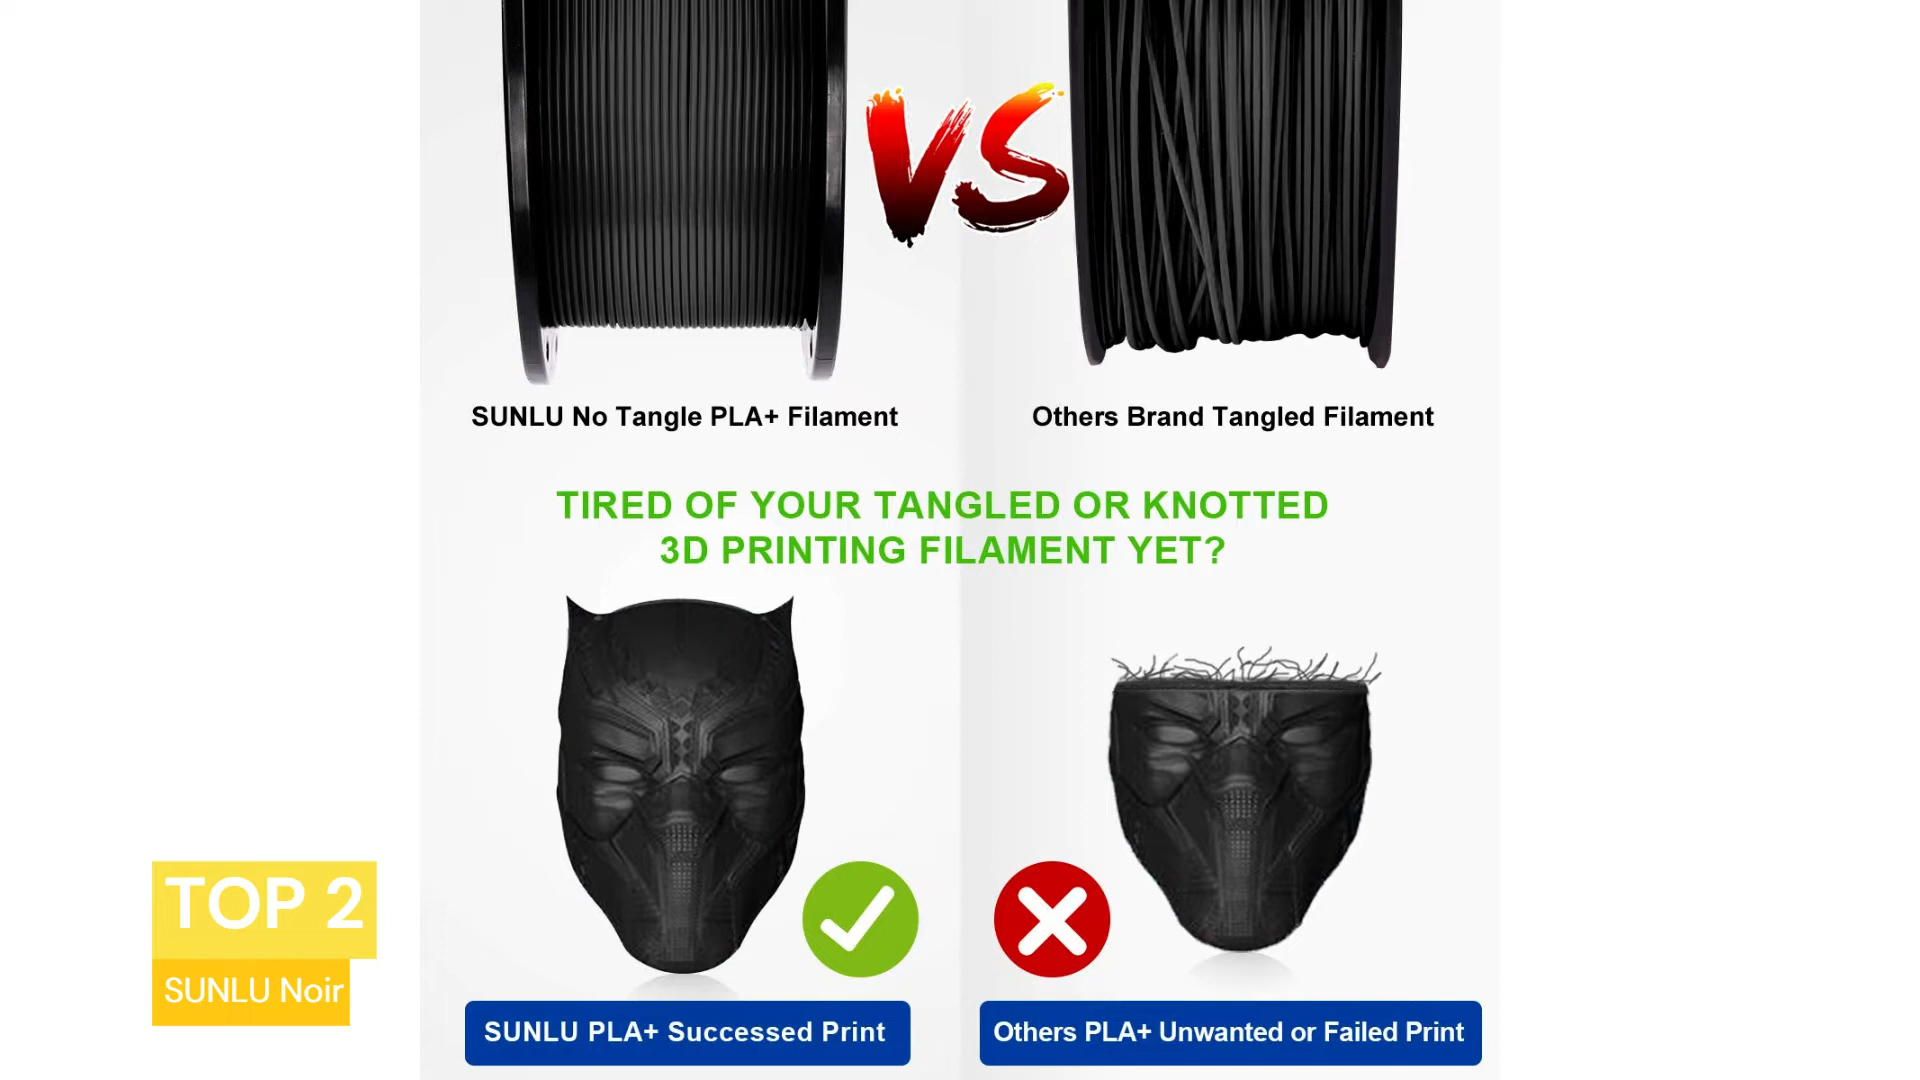 VS
SUNLU No Tangle PLA+ Filament
Others Brand Tangled Filament
TIRED OF YOUR TANGLED OR KNOTTED
3D PRINTING FILAMENT YET?
TOP 2
SUNLU Noir
SUNLU PLA+ Successed Print
Others PLA+ Unwanted or Failed Print